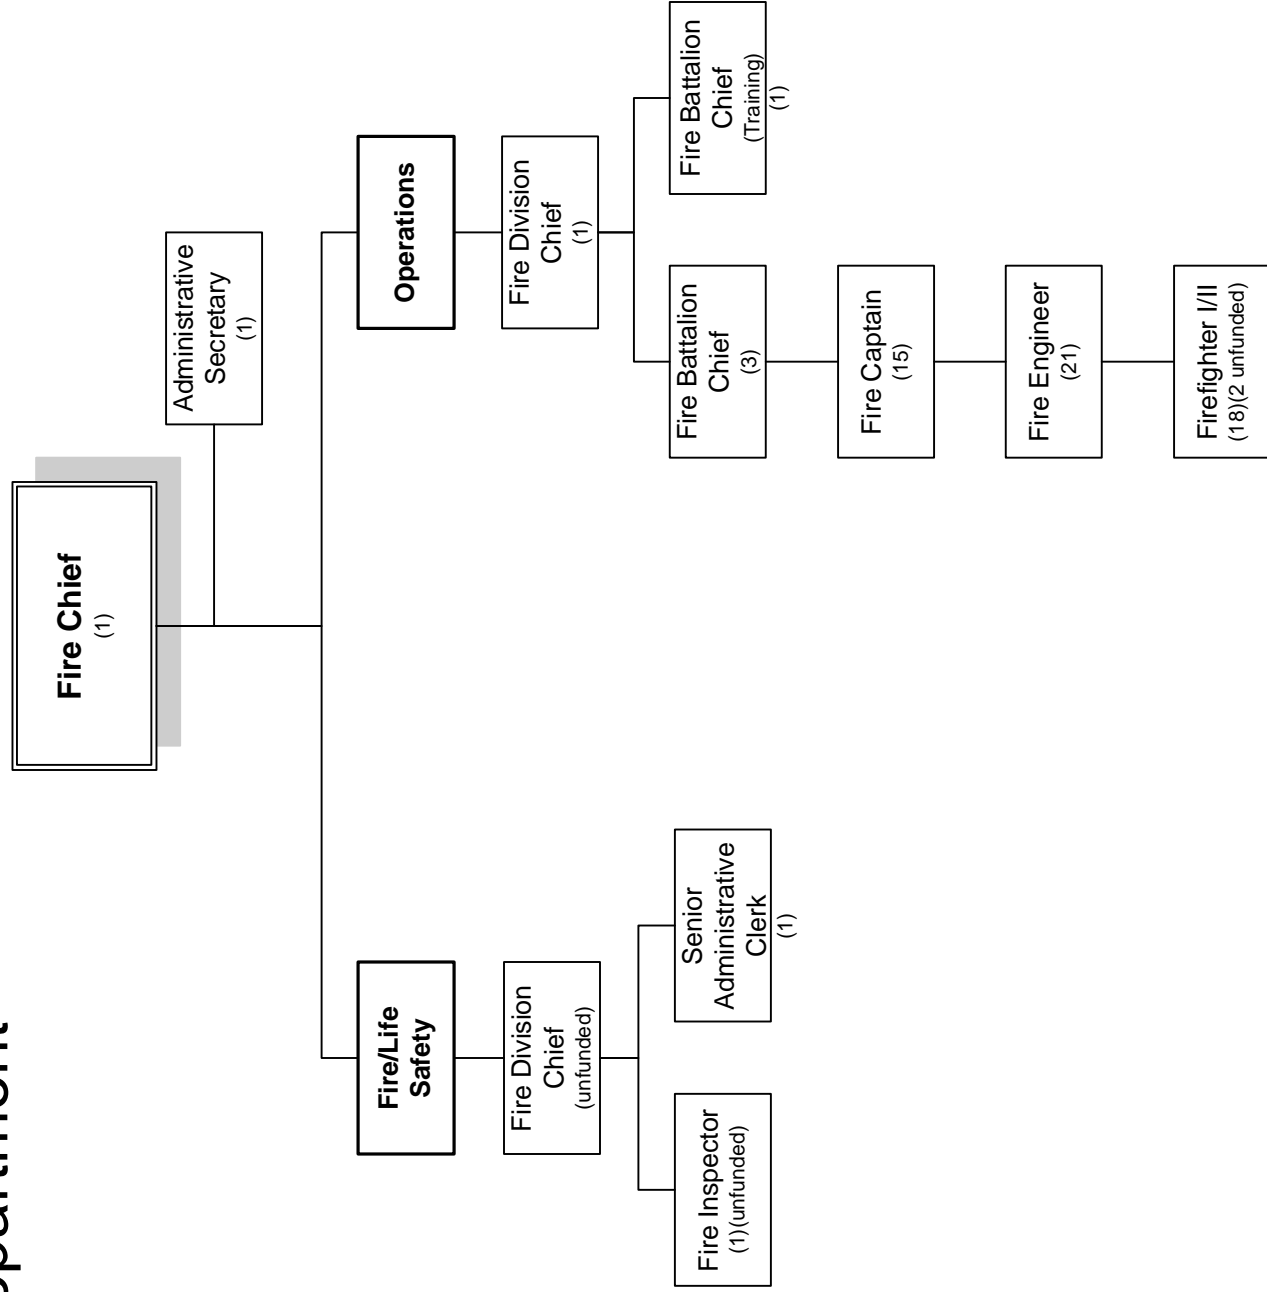 partment
Fire Chief
(1)
Administrative
Secretary
(1)
Fire/Life
Safety
Operations
Fire Division
Chief
(unfunded)
Fire Division
Chief
(1)
Fire Inspector
(1)(unfunded)
Senior
Administrative
Clerk
(1)
Fire Battalion
Chief
(3)
Fire Battalion
Chief
(Training)
(1)
Fire Captain
(15)
Fire Engineer
(21)
Firefighter I/II
(18)(2 unfunded)